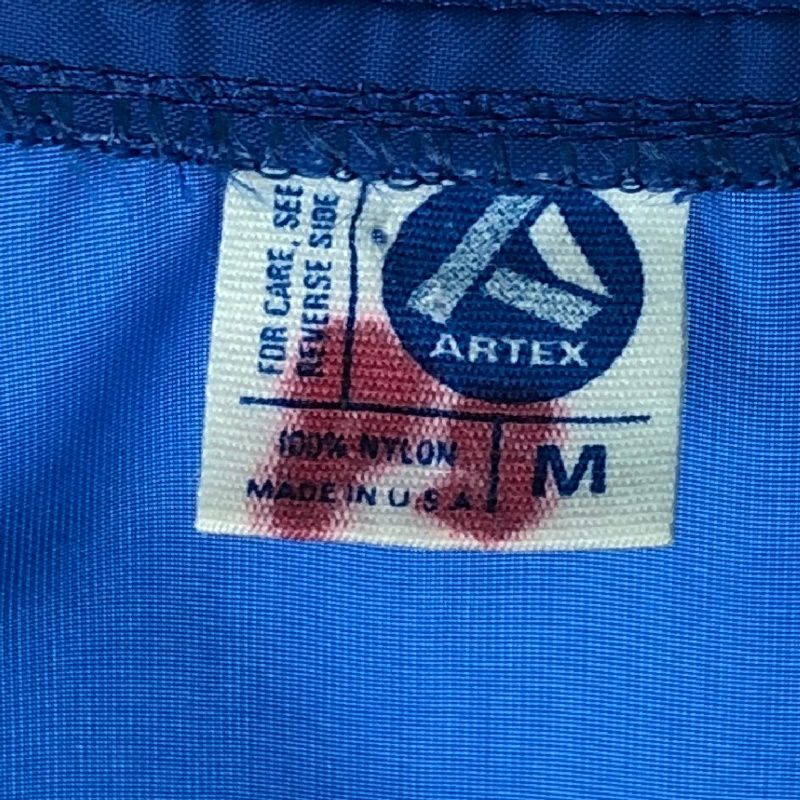 FOR CARE, SEE
REVERSE SIDE
ARTEX
100% NYLON
MADE IN U.S.A.
M